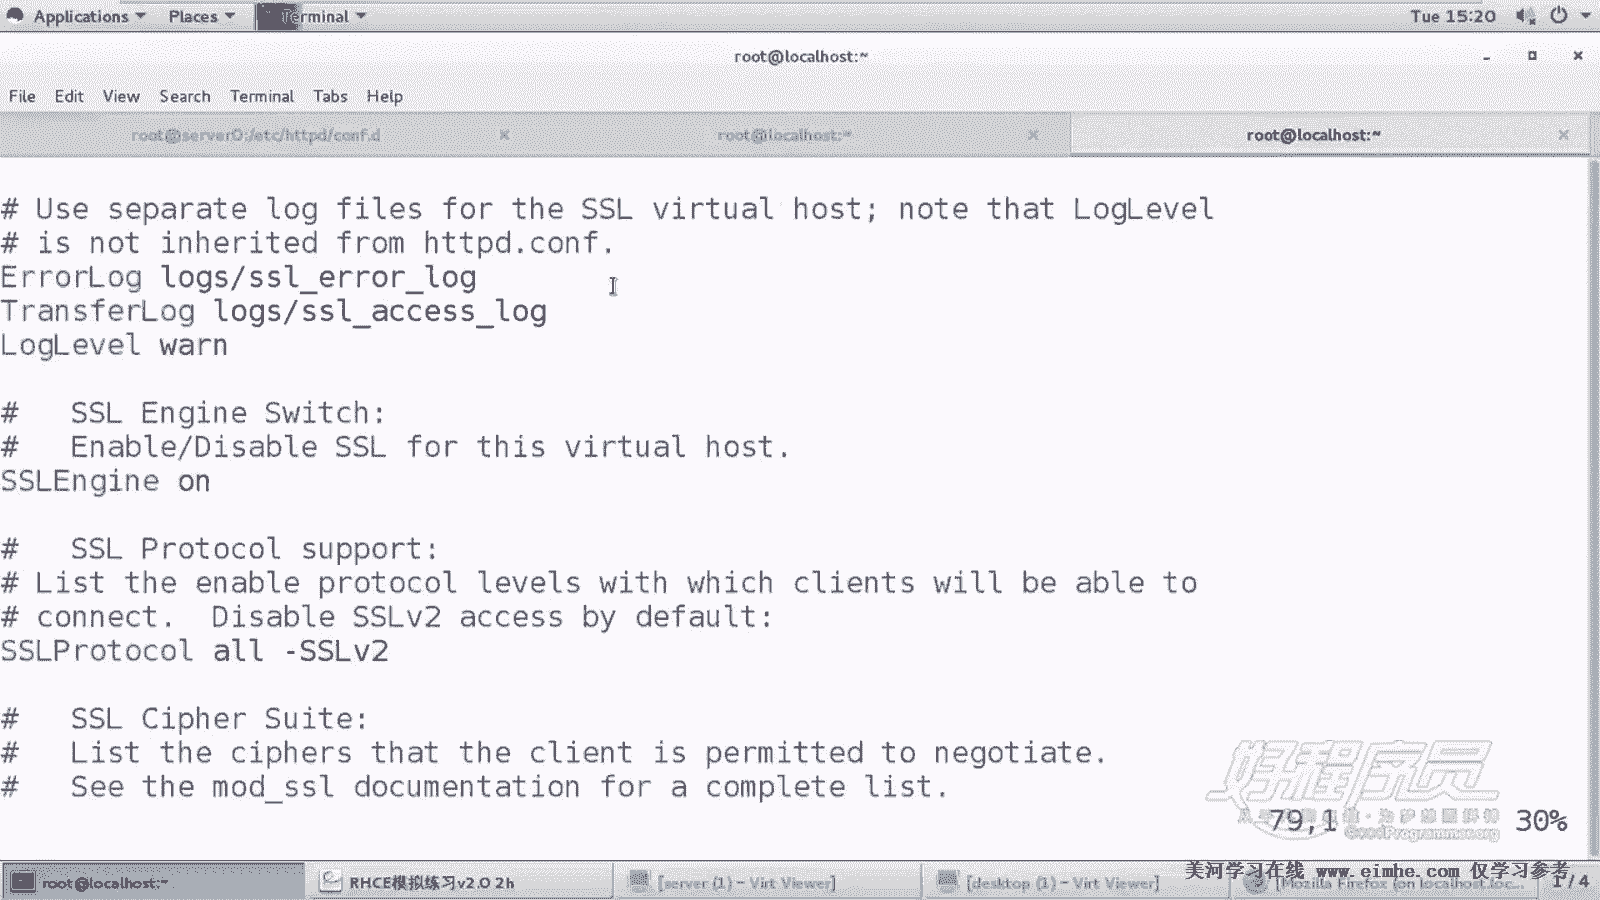 Applications Places Terminal Tue 15:20
root@localhost:~
File Edit View Search Terminal Tabs Help
root@server0:/etc/httpd/conf.d root@localhost:~ root@localhost:~
# Use separate log files for the SSL virtual host; note that LogLevel
# is not inherited from httpd.conf.
ErrorLog logs/ssl_error_log
TransferLog logs/ssl_access_log
LogLevel warn
#   SSL Engine Switch:
#   Enable/Disable SSL for this virtual host.
SSLEngine on
#   SSL Protocol support:
# List the enable protocol levels with which clients will be able to
# connect.  Disable SSLv2 access by default:
SSLProtocol all -SSLv2
#   SSL Cipher Suite:
#   List the ciphers that the client is permitted to negotiate.
#   See the mod_ssl documentation for a complete list.
好程序员
79,1 30%
GoodProgrammer.org
美河学习在线 www.eimhe.com 仅学习参考
root@localhost:~ RHCE模拟练习v2.0 2h [server (1) - Virt Viewer] [desktop (1) - Virt Viewer] [Mozilla Firefox (on localhost.loc... 1 / 4